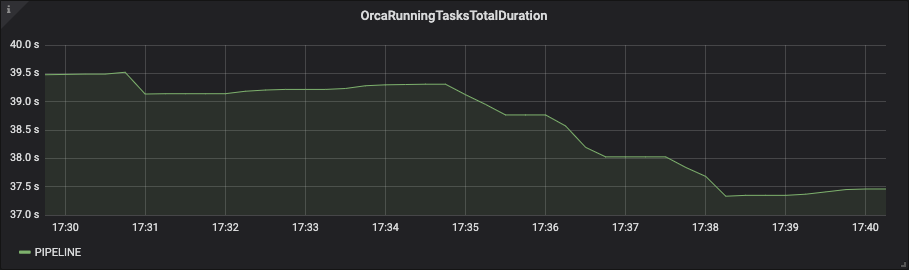 i
OrcaRunningTasksTotalDuration
40.0 s
39.5 s
39.0 s
38.5 s
38.0 s
37.5 s
37.0 s
17:30 17:31 17:32 17:33 17:34 17:35 17:36 17:37 17:38 17:39 17:40
PIPELINE